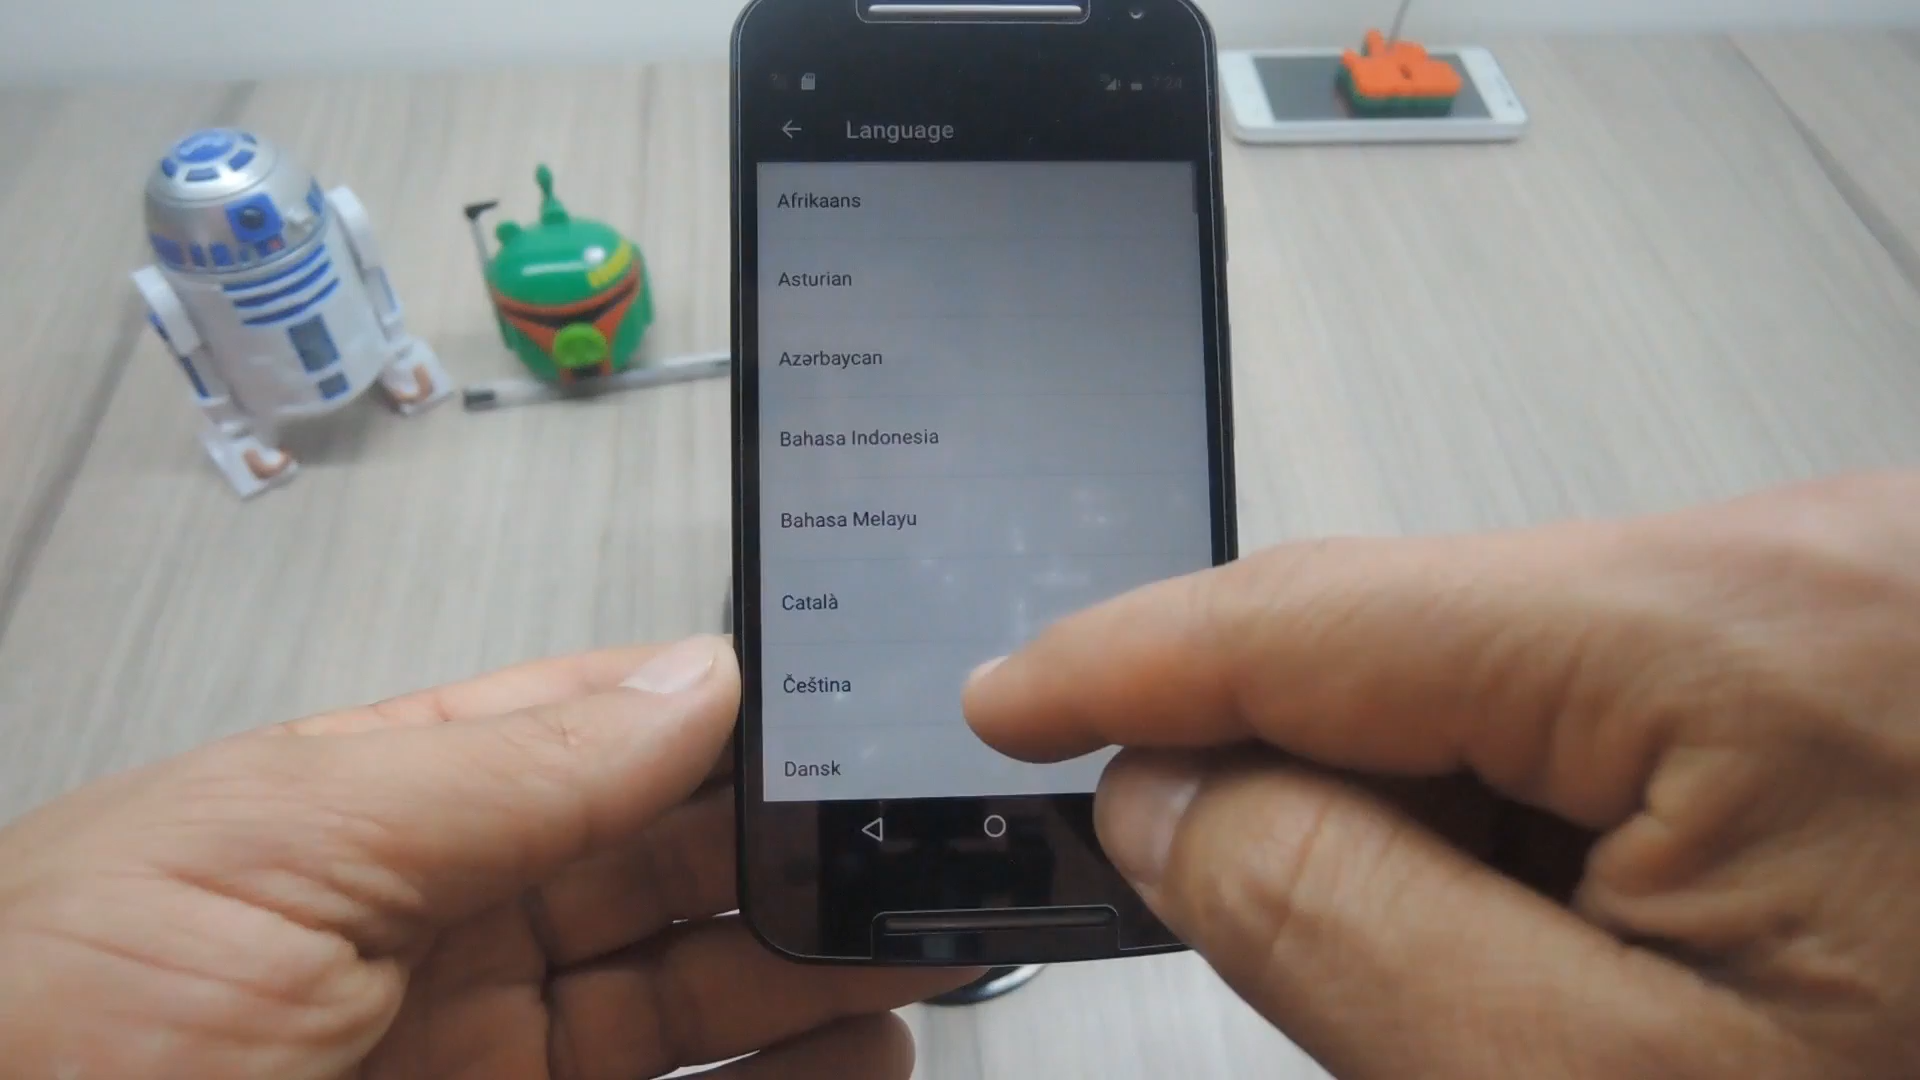 Language
Afrikaans
Asturian
Azərbaycan
Bahasa Indonesia
Bahasa Melayu
Català
Čeština
Dansk